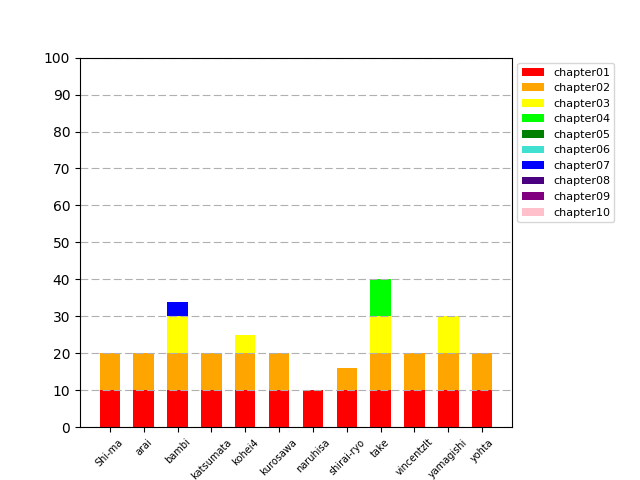 100
90
80
70
60
50
40
30
20
10
0
Shi-ma
arai
bambi
katsumata
kohei4
kurosawa
naruhisa
shirai-ryo
take
vincentzlt
yamagishi
yohta
chapter01
chapter02
chapter03
chapter04
chapter05
chapter06
chapter07
chapter08
chapter09
chapter10